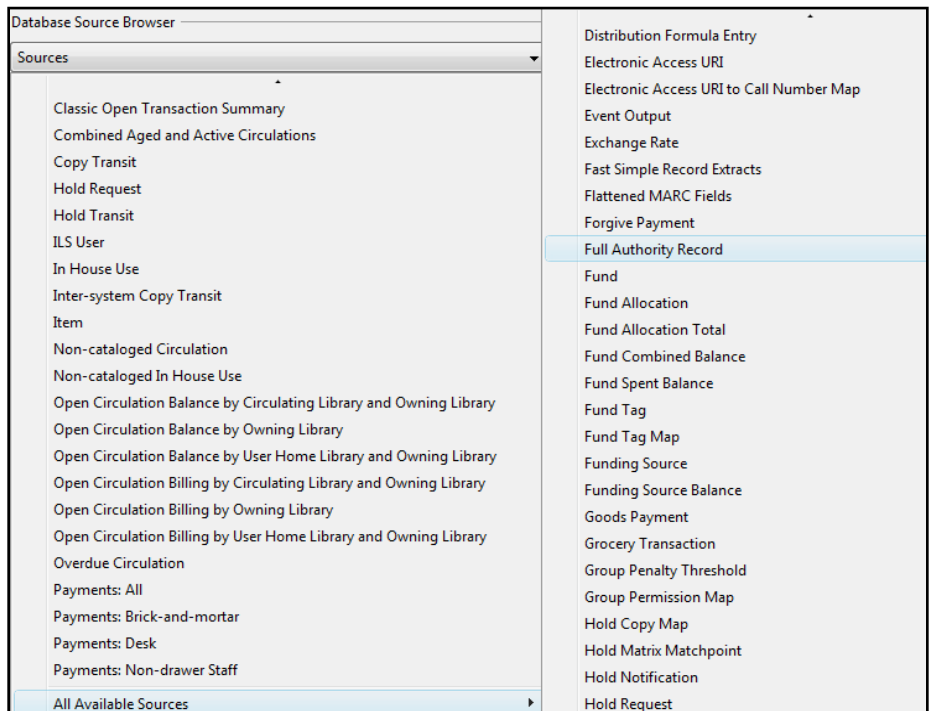 Database Source Browser
Sources
Classic Open Transaction Summary
Combined Aged and Active Circulations
Copy Transit
Hold Request
Hold Transit
ILS User
In House Use
Inter-system Copy Transit
Item
Non-cataloged Circulation
Non-cataloged In House Use
Open Circulation Balance by Circulating Library and Owning Library
Open Circulation Balance by Owning Library
Open Circulation Balance by User Home Library and Owning Library
Open Circulation Billing by Circulating Library and Owning Library
Open Circulation Billing by Owning Library
Open Circulation Billing by User Home Library and Owning Library
Overdue Circulation
Payments: All
Payments: Brick-and-mortar
Payments: Desk
Payments: Non-drawer Staff
All Available Sources
Distribution Formula Entry
Electronic Access URI
Electronic Access URI to Call Number Map
Event Output
Exchange Rate
Fast Simple Record Extracts
Flattened MARC Fields
Forgive Payment
Full Authority Record
Fund
Fund Allocation
Fund Allocation Total
Fund Combined Balance
Fund Spent Balance
Fund Tag
Fund Tag Map
Funding Source
Funding Source Balance
Goods Payment
Grocery Transaction
Group Penalty Threshold
Group Permission Map
Hold Copy Map
Hold Matrix Matchpoint
Hold Notification
Hold Request